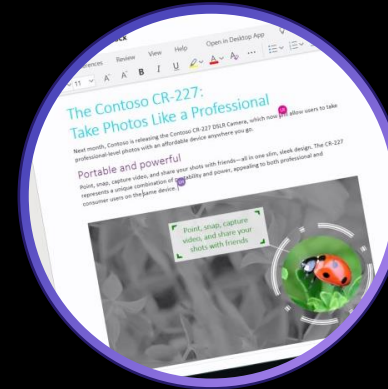 rences Review View Help Open in Desktop App
11 A A B I U A A ...
The Contoso CR-227:
Take Photos Like a Professional
Next month, Contoso is releasing the Contoso CR-227 DSLR Camera, which now allow users to take
professional-level photos with an affordable device anywhere you go.
Portable and powerful
Point, snap, capture video, and share your shots with friends—all in one slim, sleek design. The CR-227
represents a unique combination of portability and power, appealing to both professional and
consumer users on the same device.
Point, snap, capture
video, and share your
shots with friends